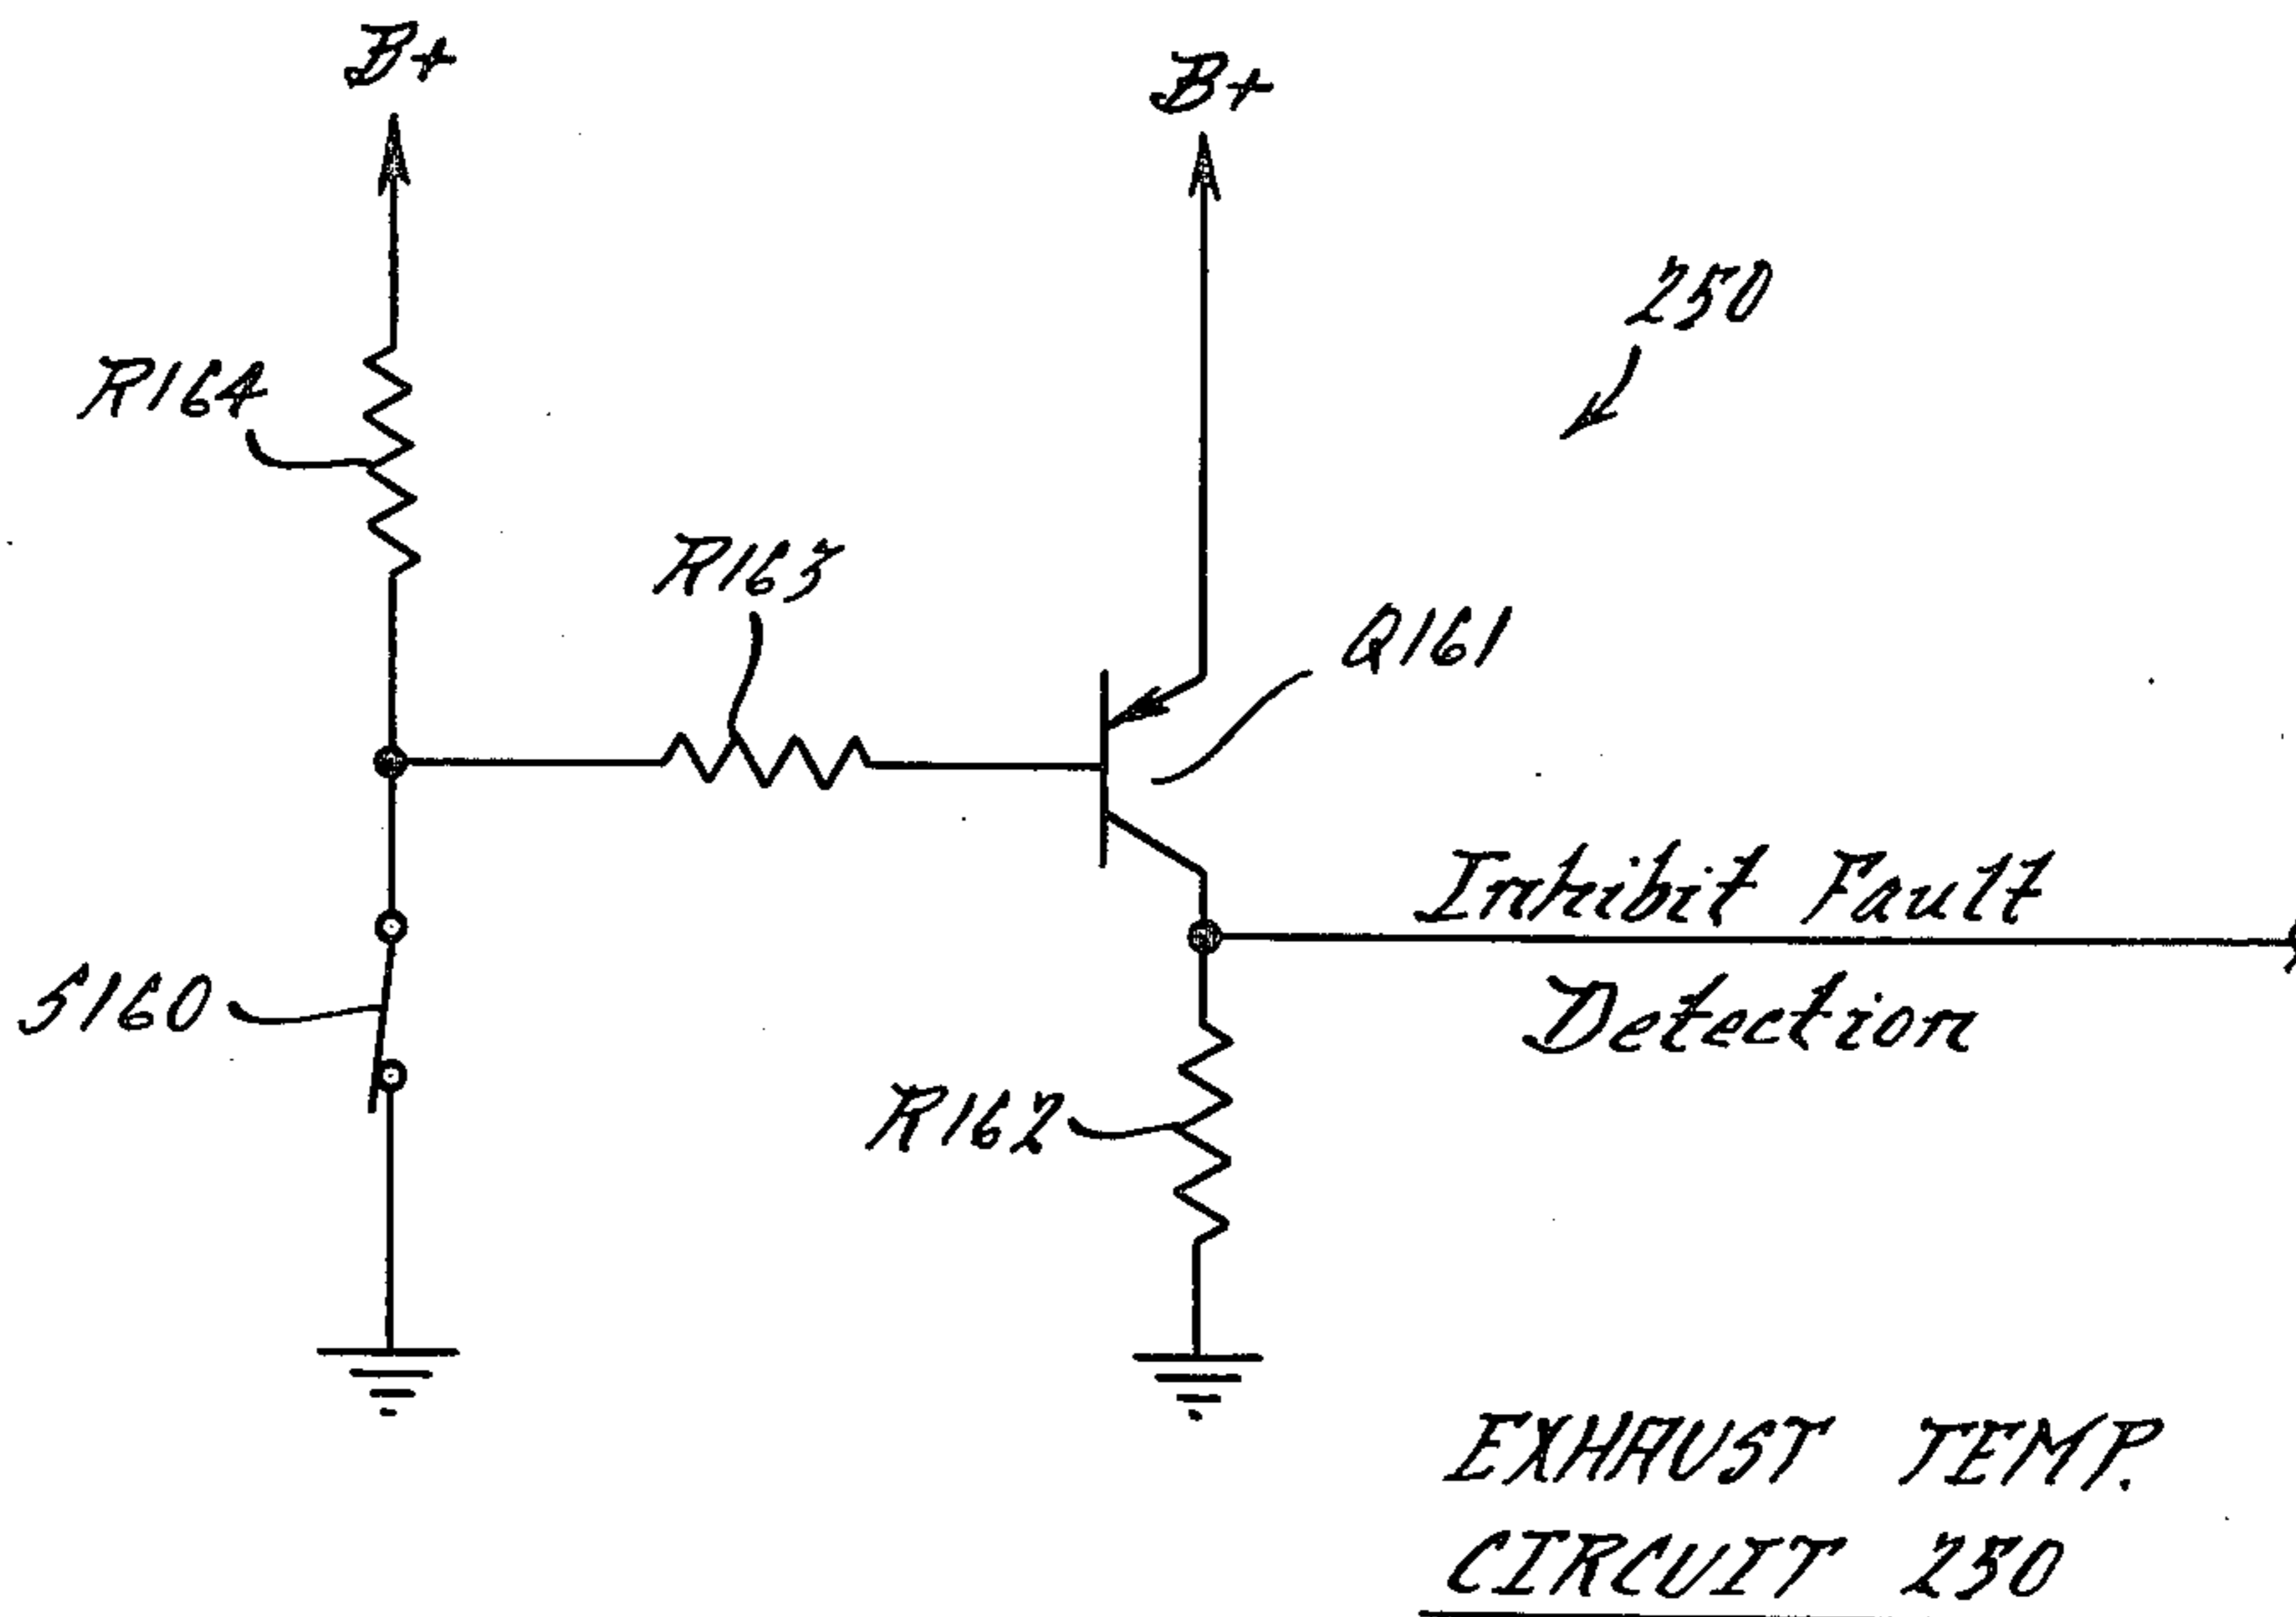 B+
B+
250
R164
R163
Q161
Inhibit Fault
Detection
S160
R162
EXHAUST TEMP.
CIRCUIT 250